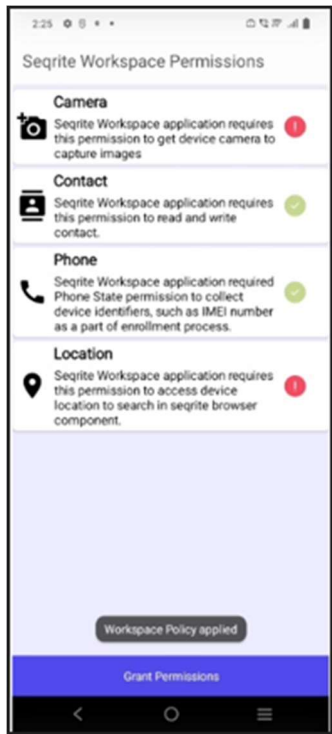 2:25
Seqrite Workspace Permissions
Camera
Seqrite Workspace application requires
this permission to get device camera to
capture images
Contact
Seqrite Workspace application requires
this permission to read and write
contact.
Phone
Seqrite Workspace application required
Phone State permission to collect
device identifiers, such as IMEI number
as a part of enrollment process.
Location
Seqrite Workspace application requires
this permission to access device
location to search in seqrite browser
component.
Workspace Policy applied
Grant Permissions